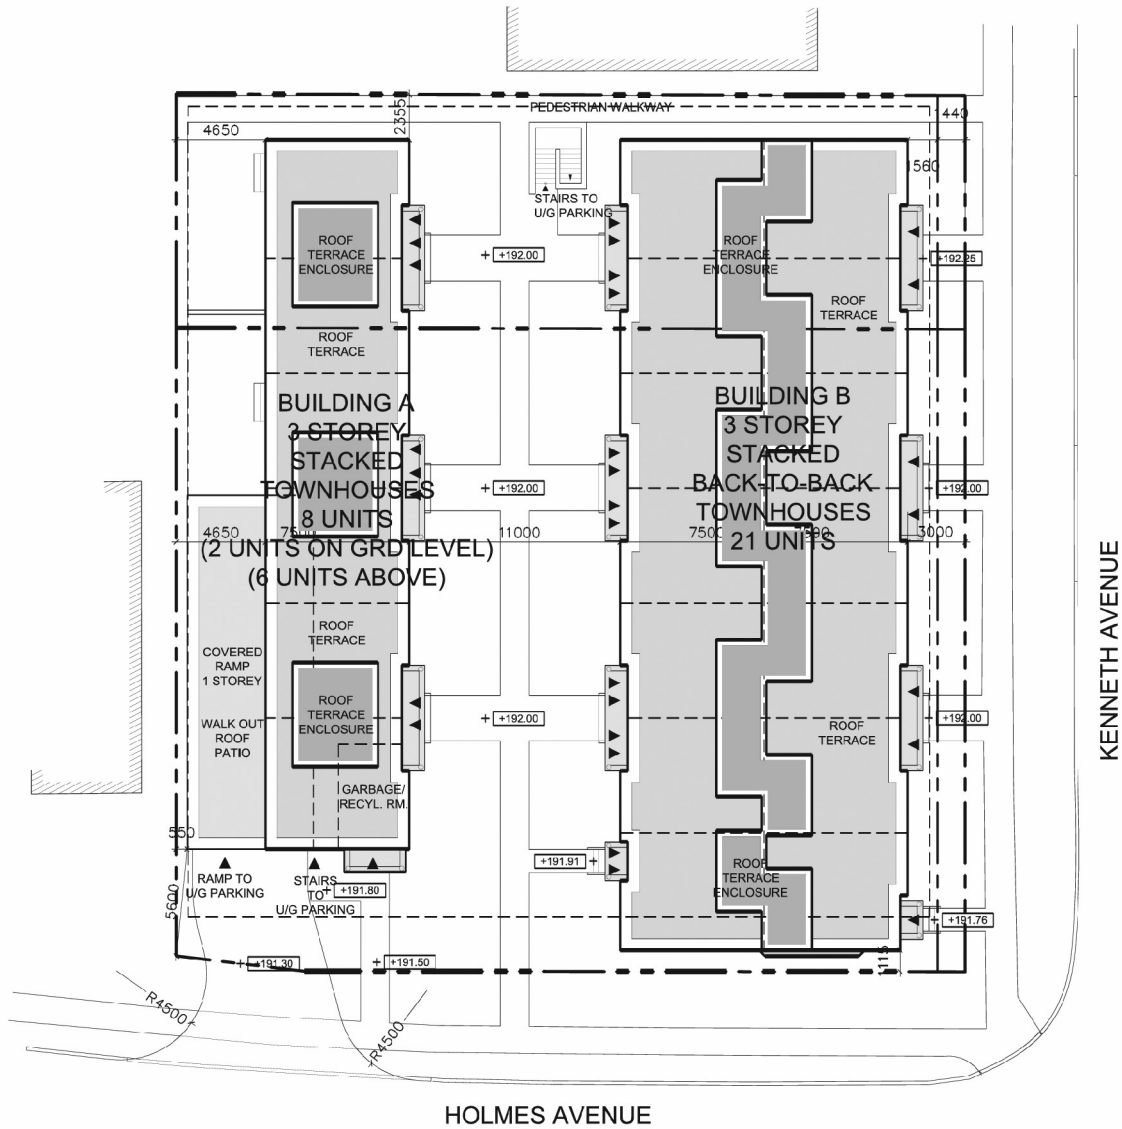 PEDESTRIAN WALKWAY
1440
4650
2355
1560
STAIRS TO
U/G PARKING
ROOF
TERRACE
ENCLOSURE
+192.00
ROOF
TERRACE
ENCLOSURE
+192.25
ROOF
TERRACE
ROOF
TERRACE
BUILDING A
3 STOREY
STACKED
TOWNHOUSES
8 UNITS
(2 UNITS ON GRD LEVEL)
(6 UNITS ABOVE)
BUILDING B
3 STOREY
STACKED
BACK-TO-BACK
TOWNHOUSES
21 UNITS
+192.00
+192.00
4650
7500
11000
7500
7500
3000
KENNETH AVENUE
ROOF
TERRACE
COVERED
RAMP
1 STOREY
WALK OUT
ROOF
PATIO
ROOF
TERRACE
ENCLOSURE
+192.00
ROOF
TERRACE
+192.00
GARBAGE/
RECYL. RM.
550
RAMP TO
U/G PARKING
STAIRS
TO
U/G PARKING
+191.80
+191.91
ROOF
TERRACE
ENCLOSURE
5600
+191.76
+191.30
+191.50
R4500
R4500
HOLMES AVENUE